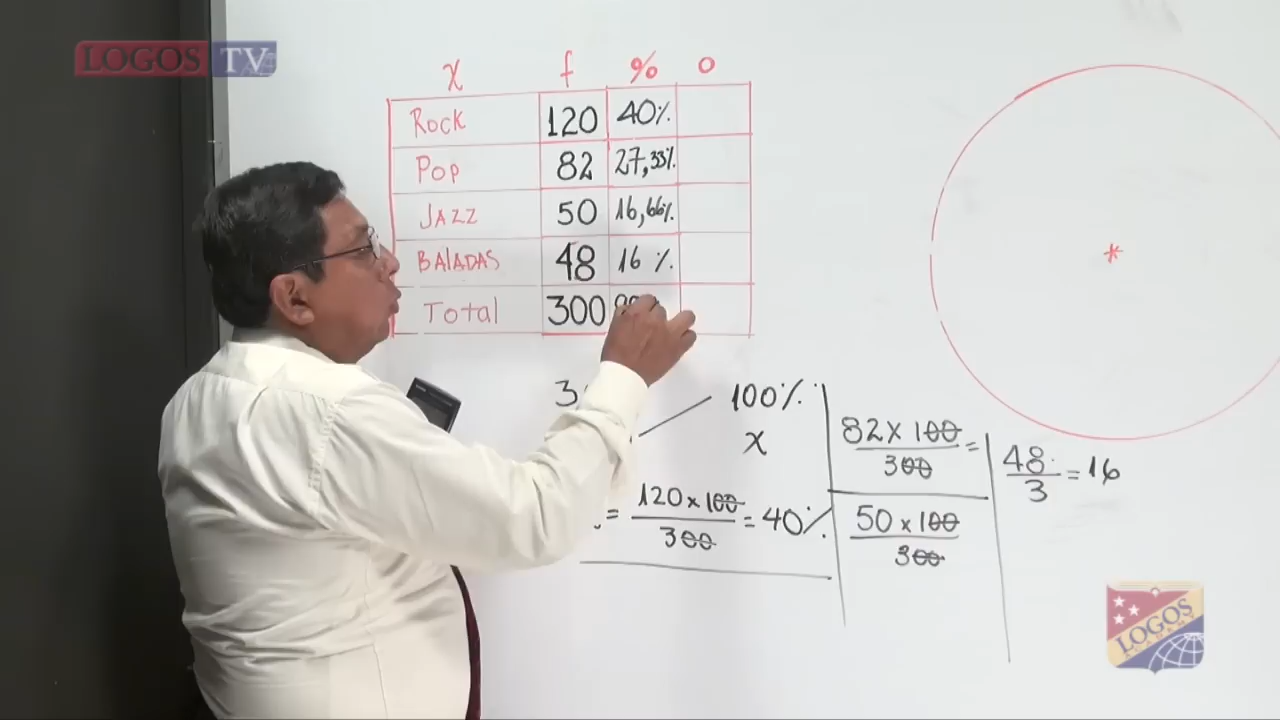 LOGOS TV
X f % o
Rock 120 40%
Pop 82 27,33%
JAZZ 50 16,66%
BAlADAS 48 16 %
Total 300
100%
x
= 120 x 100 / 300 = 40%
82 x 100 / 300 =
50 x 100 / 300
48 / 3 = 16
*
LOGOS
ACADEMY